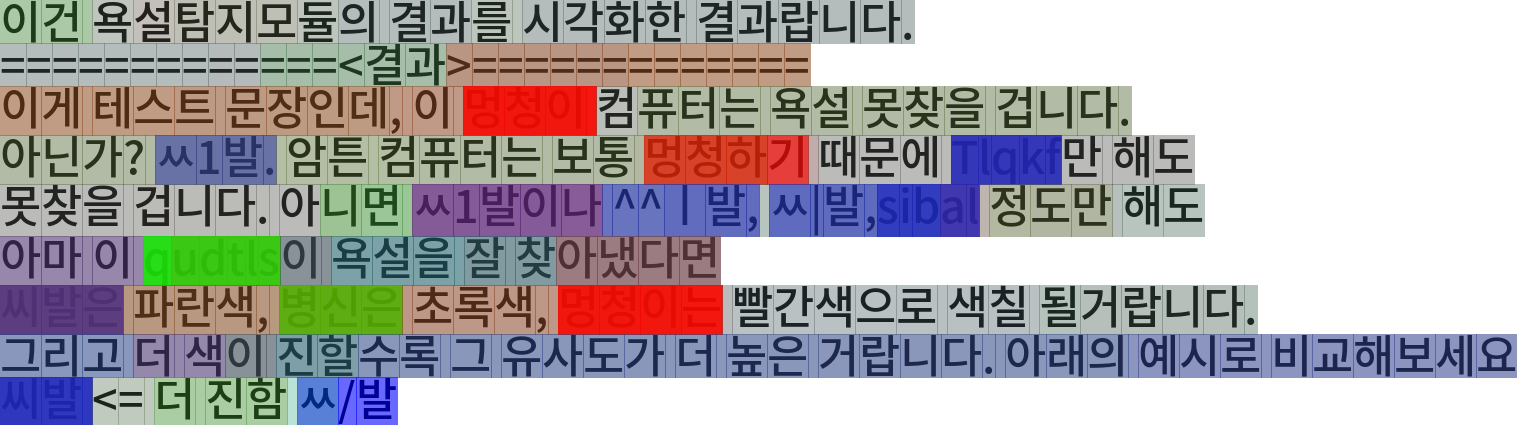 이건 욕설탐지모듈의 결과를 시각화한 결과랍니다.
=============<결과>=============
이게 테스트 문장인데, 이 멍청이 컴퓨터는 욕설 못찾을 겁니다.
아닌가? ㅆ1발. 암튼 컴퓨터는 보통 멍청하기 때문에 Tlqkf만 해도
못찾을 겁니다. 아니면 ㅆ1발이나 ^^ㅣ발, ㅆ|발,sibal 정도만 해도
아마 이 qudtls이 욕설을 잘 찾아냈다면
씨발은 파란색, 병신은 초록색, 멍청이는 빨간색으로 색칠 될거랍니다.
그리고 더 색이 진할수록 그 유사도가 더 높은 거랍니다. 아래의 예시로 비교해보세요
씨발 <= 더 진함 ㅆ/발